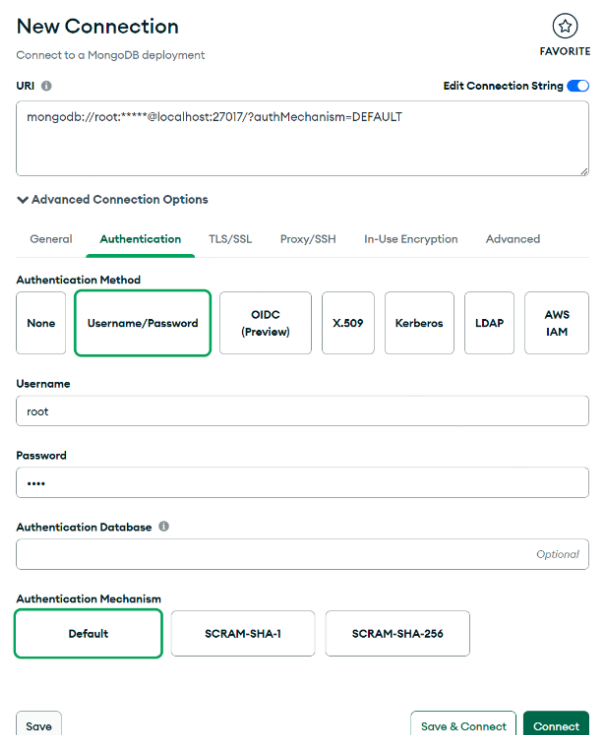 New Connection
FAVORITE
Connect to a MongoDB deployment
URI
Edit Connection String
mongodb://root:*****@localhost:27017/?authMechanism=DEFAULT
Advanced Connection Options
General Authentication TLS/SSL Proxy/SSH In-Use Encryption Advanced
Authentication Method
None
Username/Password
OIDC
(Preview)
X.509
Kerberos
LDAP
AWS
IAM
Username
root
Password
••••
Authentication Database
Optional
Authentication Mechanism
Default
SCRAM-SHA-1
SCRAM-SHA-256
Save
Save & Connect
Connect